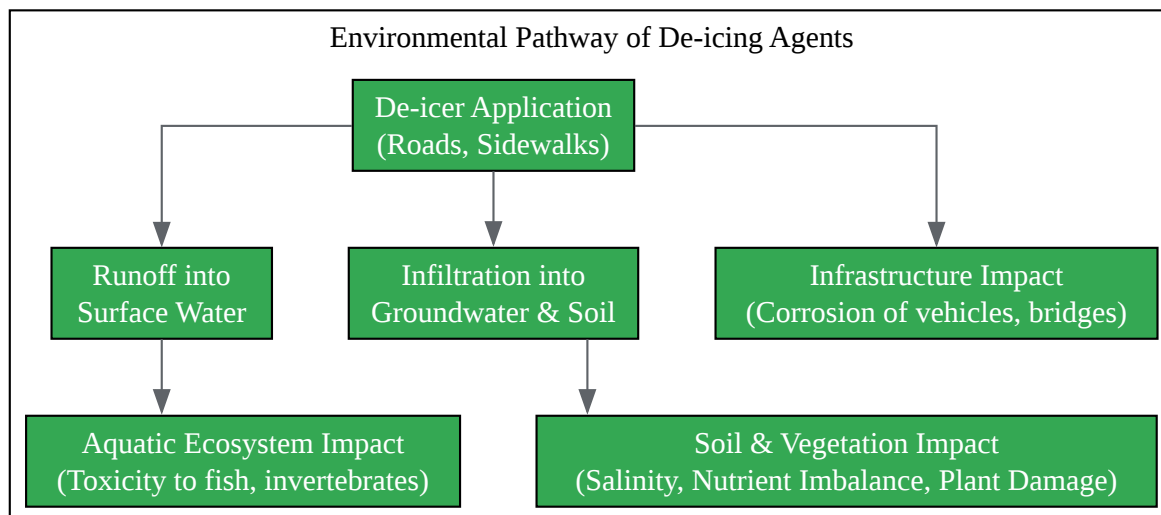 Environmental Pathway of De-icing Agents
De-icer Application
(Roads, Sidewalks)
Runoff into
Surface Water
Infiltration into
Groundwater & Soil
Infrastructure Impact
(Corrosion of vehicles, bridges)
Aquatic Ecosystem Impact
(Toxicity to fish, invertebrates)
Soil & Vegetation Impact
(Salinity, Nutrient Imbalance, Plant Damage)